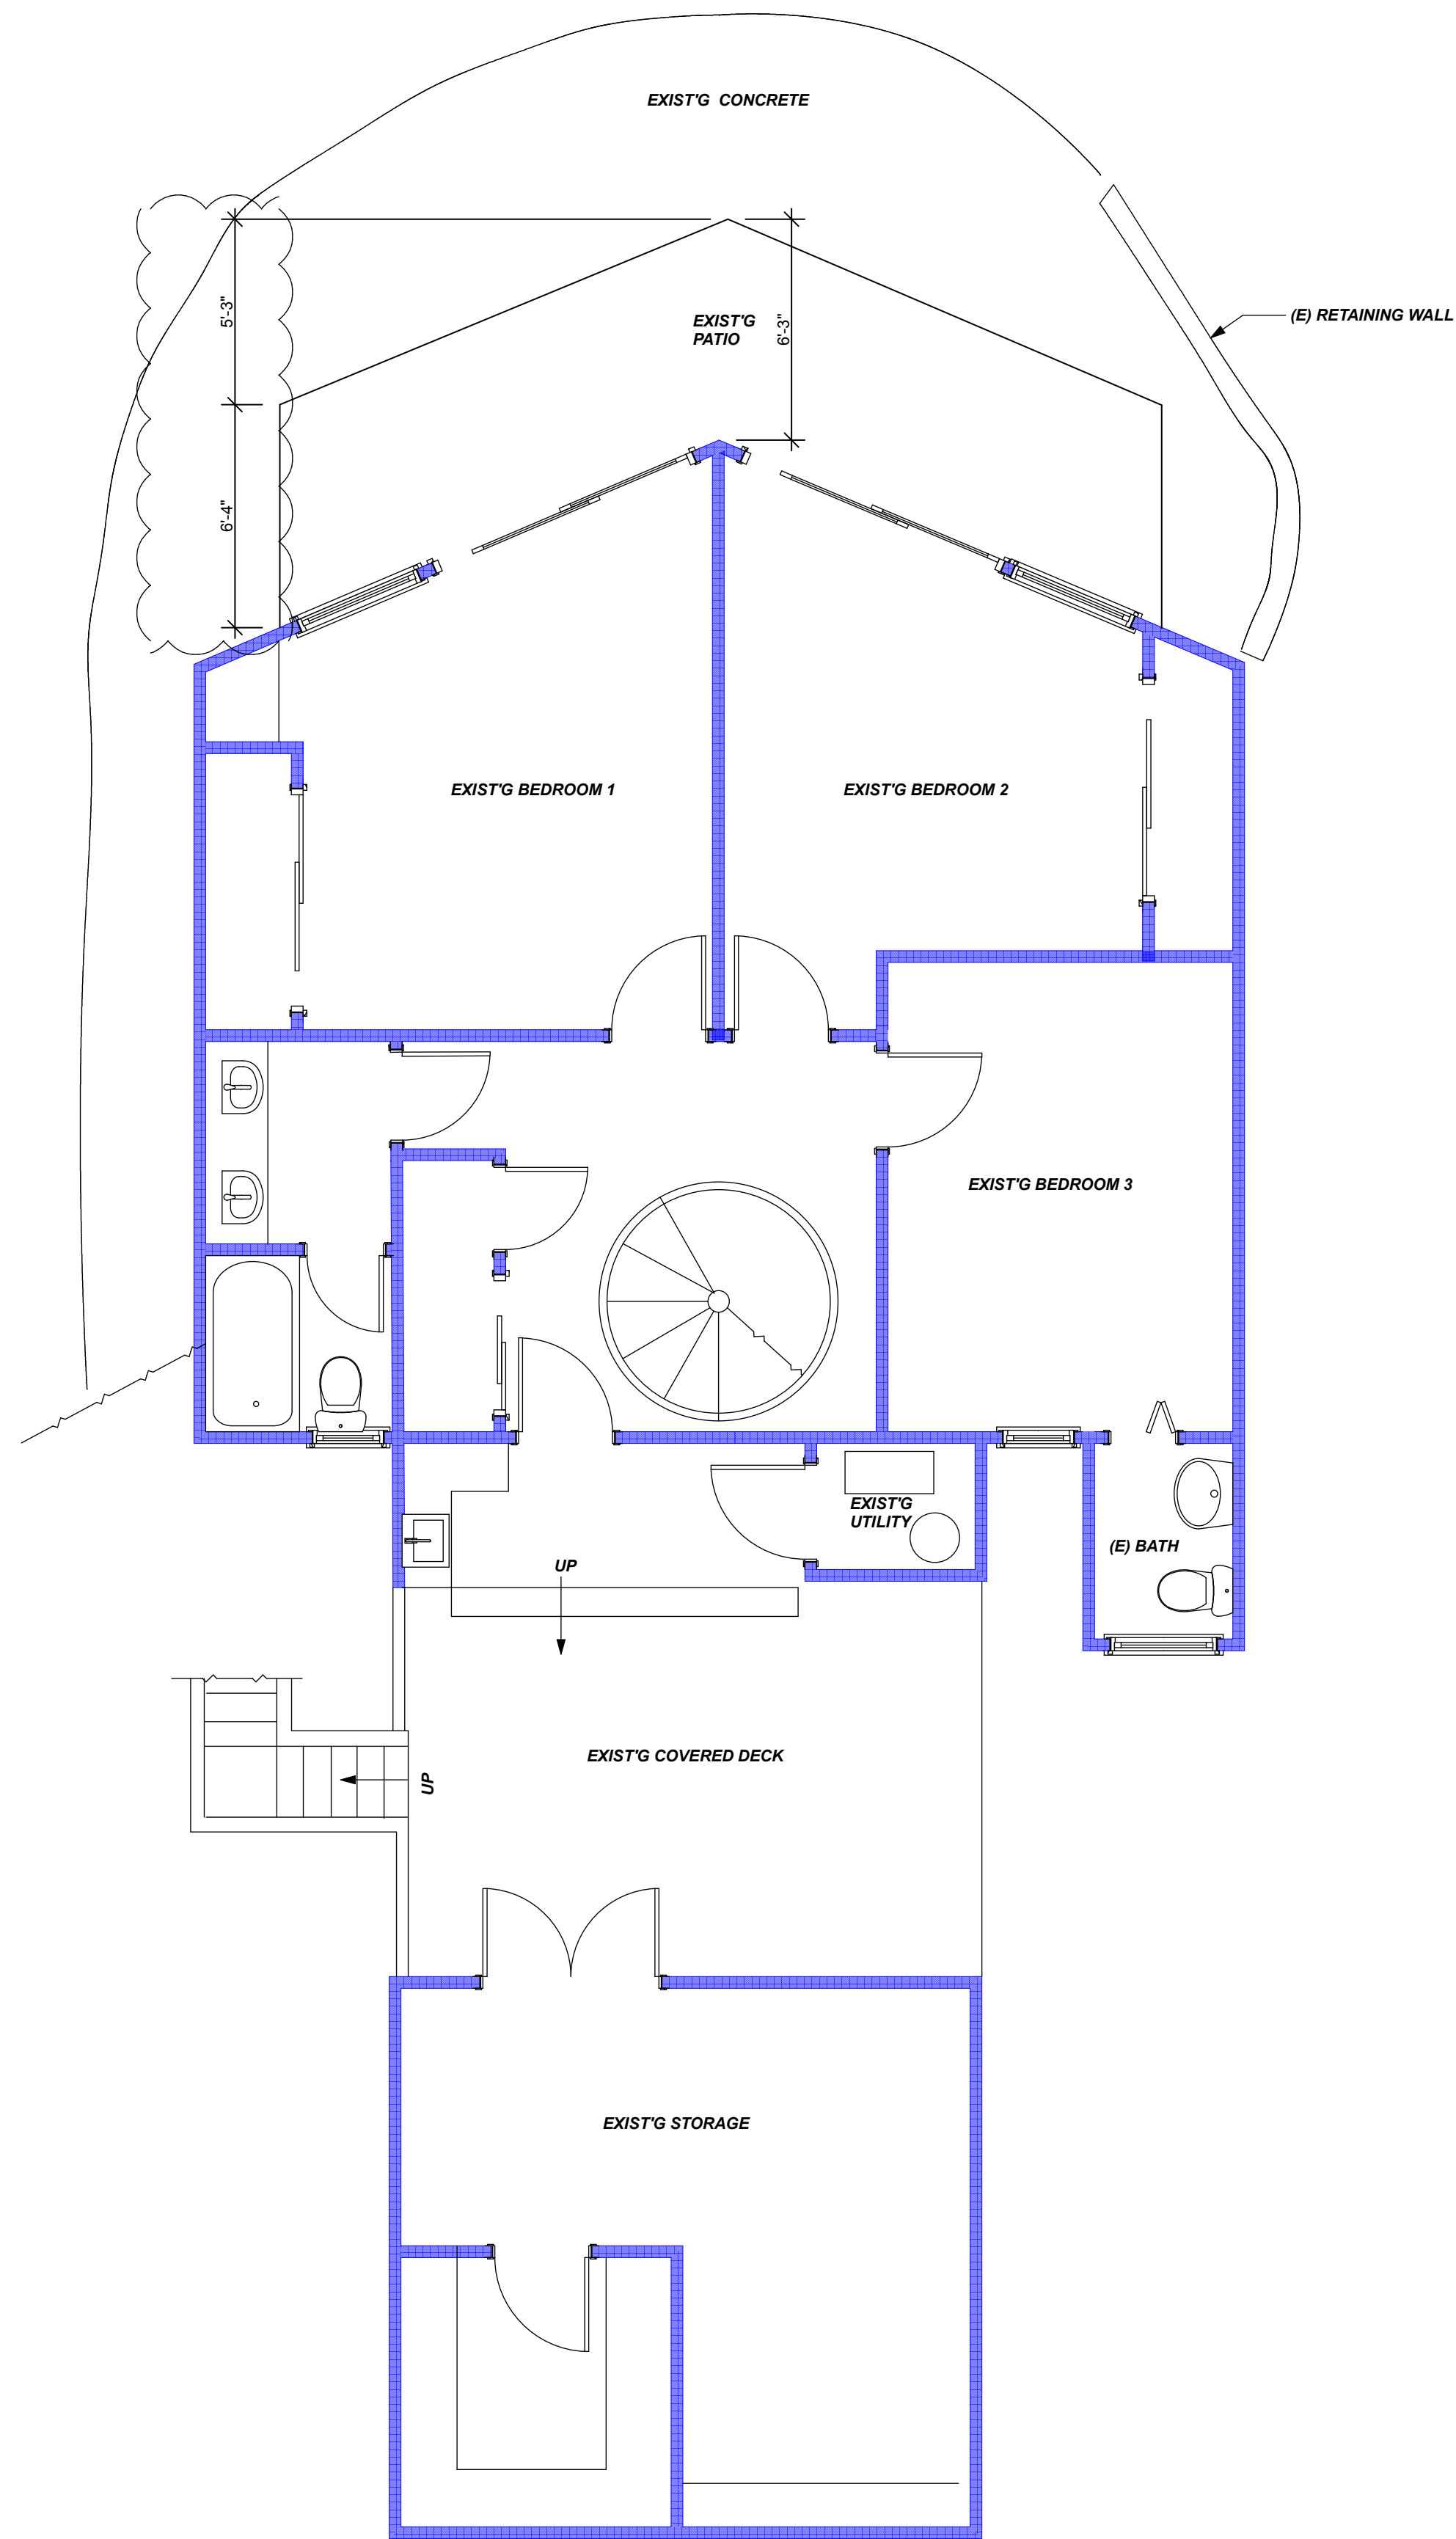 EXIST'G CONCRETE
5'-3"
EXIST'G
PATIO
6'-3"
(E) RETAINING WALL
6'-4"
EXIST'G BEDROOM 1
EXIST'G BEDROOM 2
EXIST'G BEDROOM 3
EXIST'G
UTILITY
(E) BATH
UP
EXIST'G COVERED DECK
UP
EXIST'G STORAGE